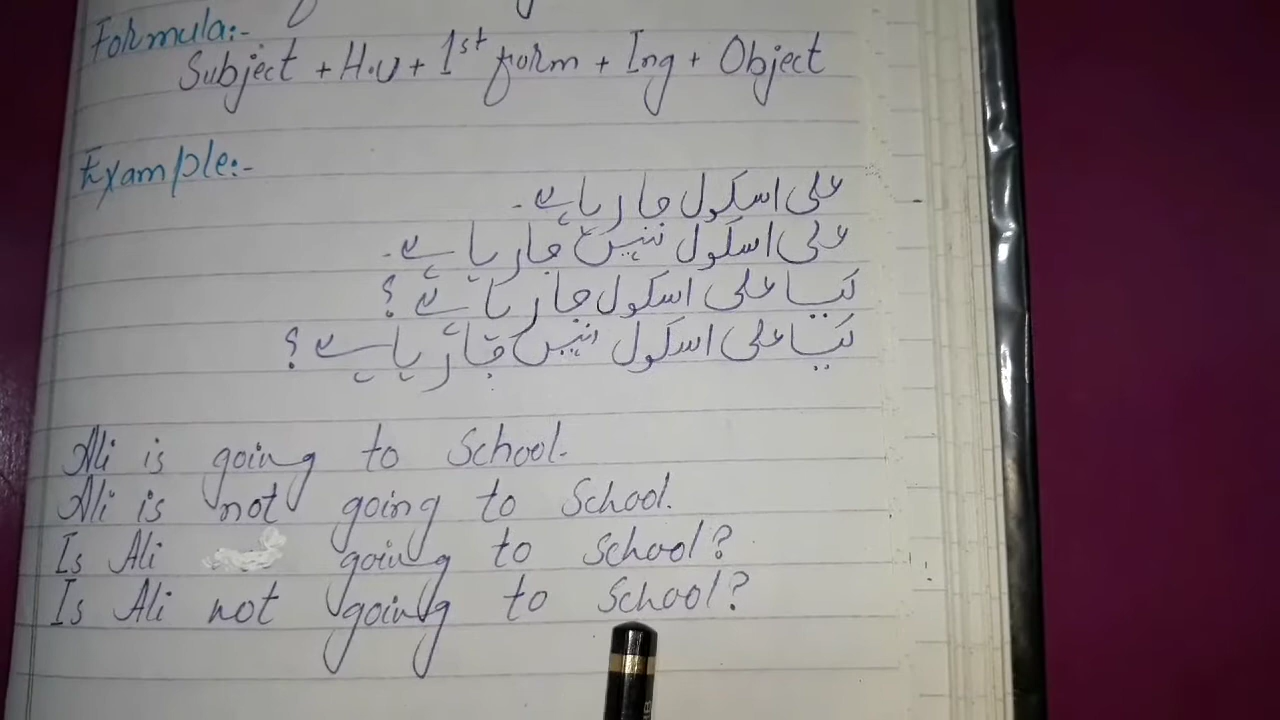 Formula:-
Subject + H.V + 1st form + Ing + Object
Example:-
علی اسکول جا رہا ہے۔
علی اسکول نہیں جا رہا ہے۔
کیا علی اسکول جا رہا ہے؟
کیا علی اسکول نہیں جا رہا ہے؟
Ali is going to School.
Ali is not going to School.
Is Ali going to School?
Is Ali not going to School?